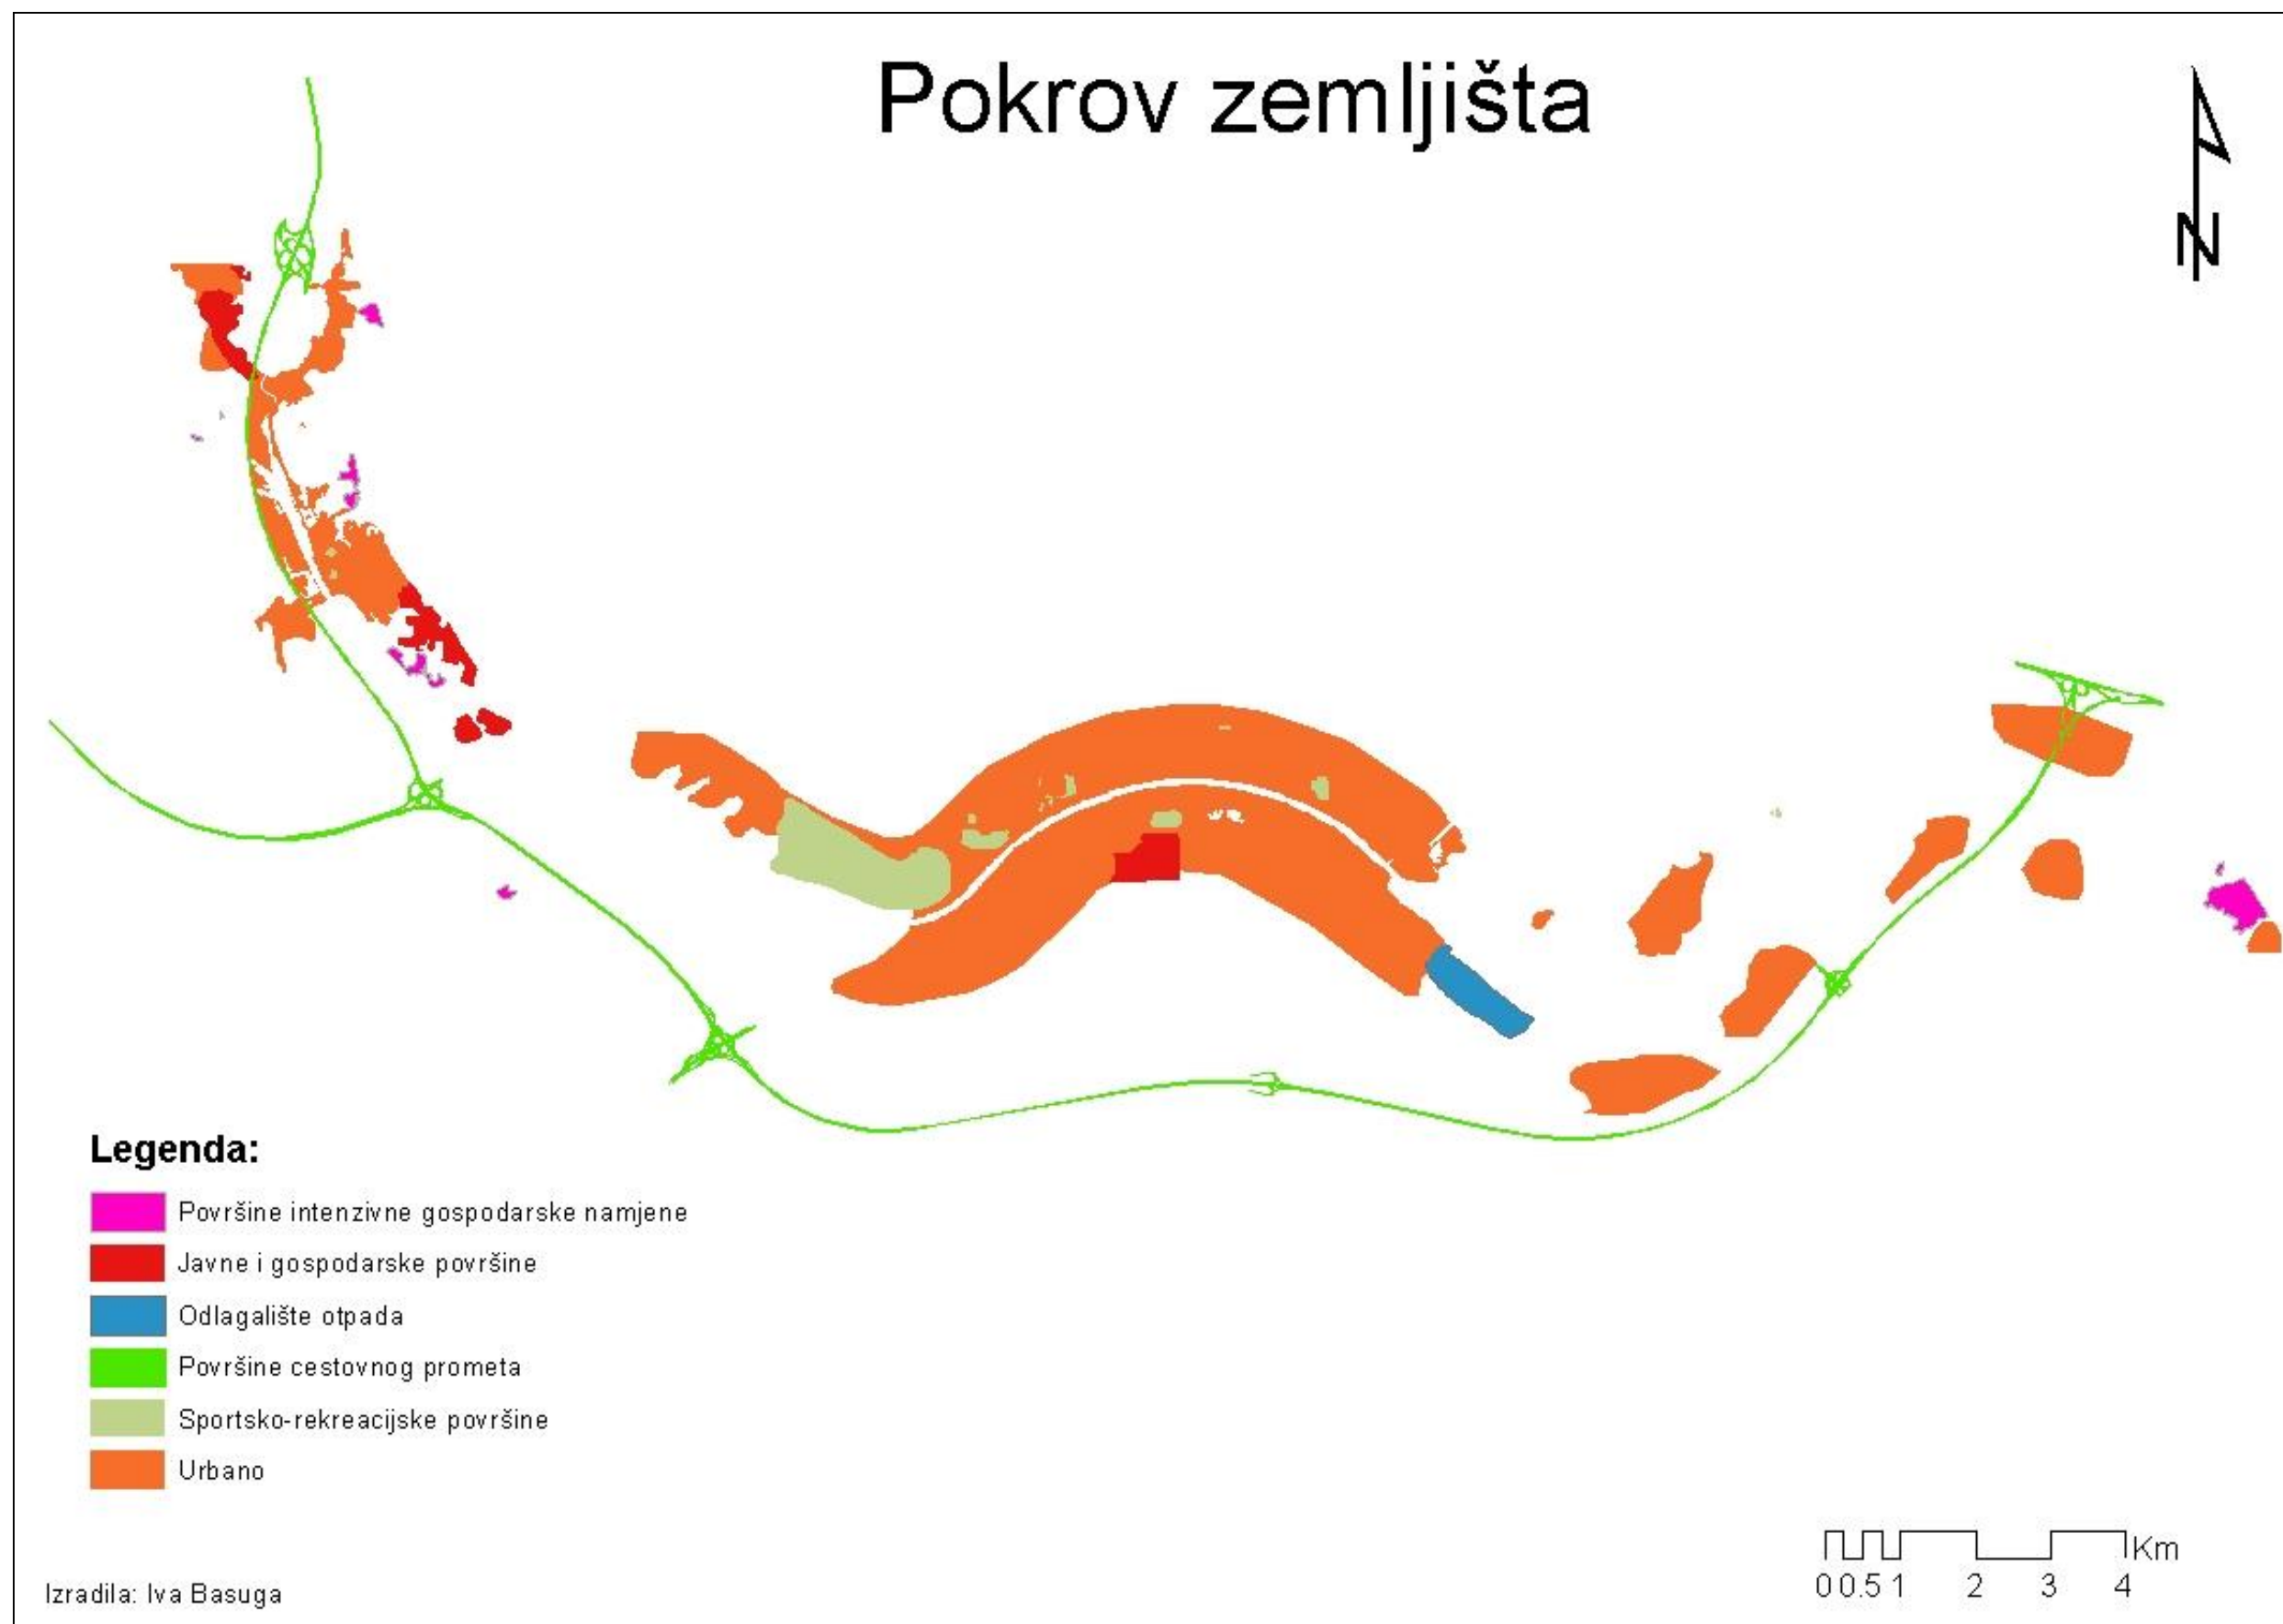 Pokrov zemljišta
N
Legenda:
Površine intenzivne gospodarske namjene
Javne i gospodarske površine
Odlagalište otpada
Površine cestovnog prometa
Sportsko-rekreacijske površine
Urbano
Km
0 0.5 1 2 3 4
Izradila: Iva Basuga